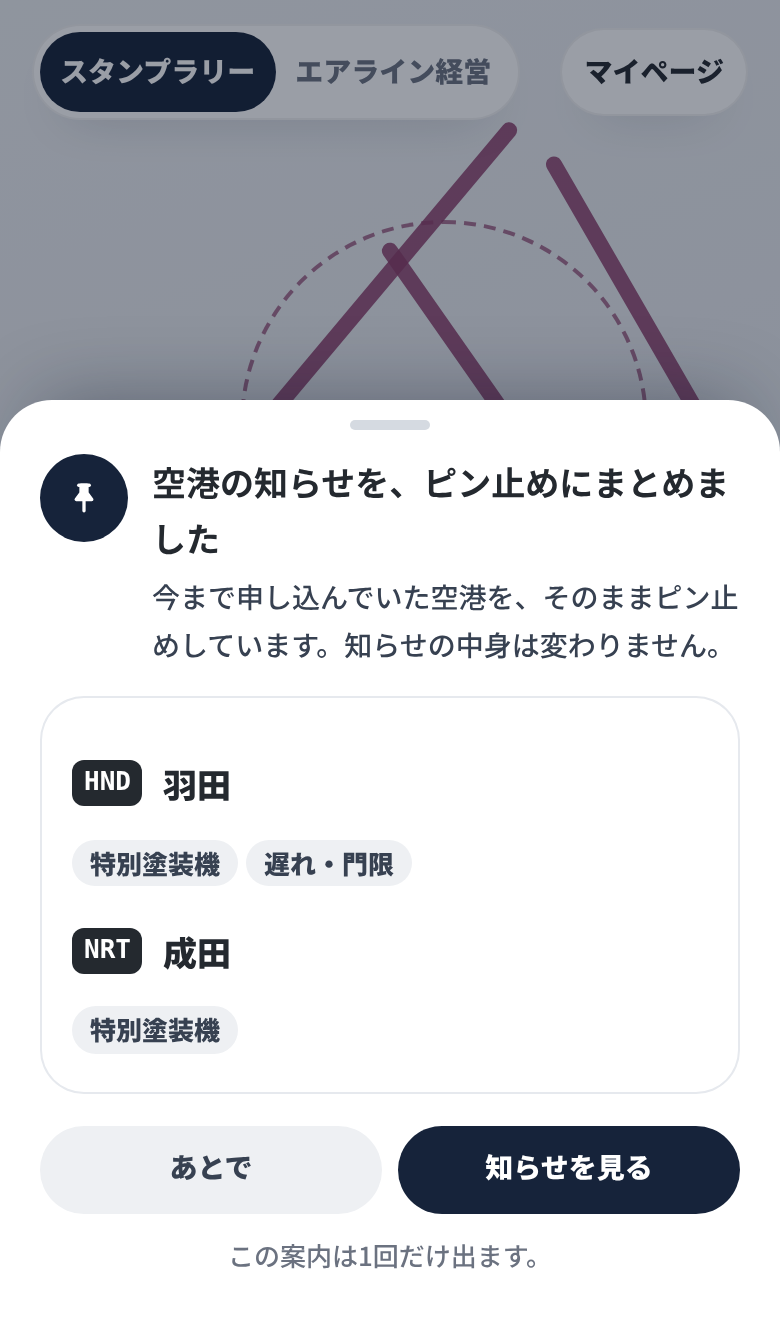 スタンプラリー
エアライン経営
マイページ
空港の知らせを、ピン止めにまとめま
した
今まで申し込んでいた空港を、そのままピン止
めしています。知らせの中身は変わりません。
HND 羽田
特別塗装機 遅れ・門限
NRT 成田
特別塗装機
あとで
知らせを見る
この案内は1回だけ出ます。